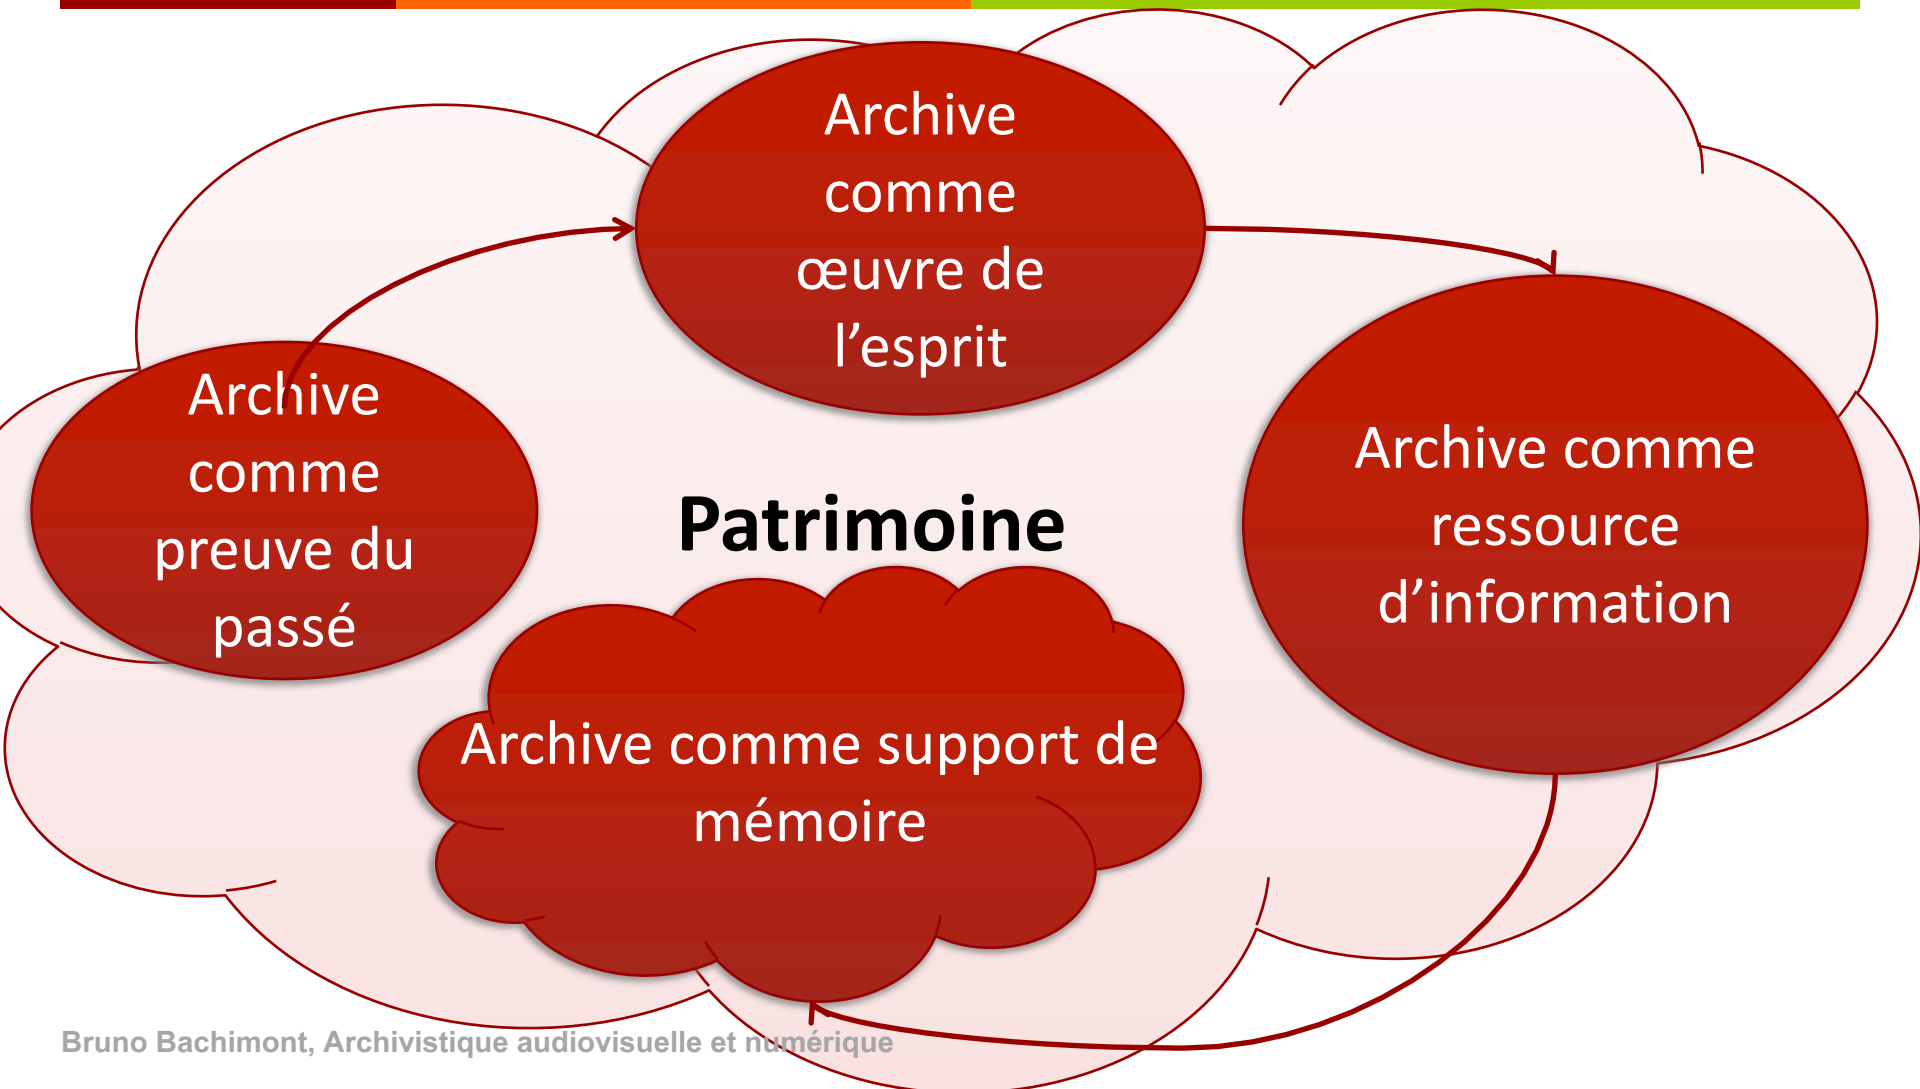 Archive
comme
œuvre de
l’esprit
Archive
comme
preuve du
passé
Archive comme
ressource
d’information
Patrimoine
Archive comme support de
mémoire
Bruno Bachimont, Archivistique audiovisuelle et numérique